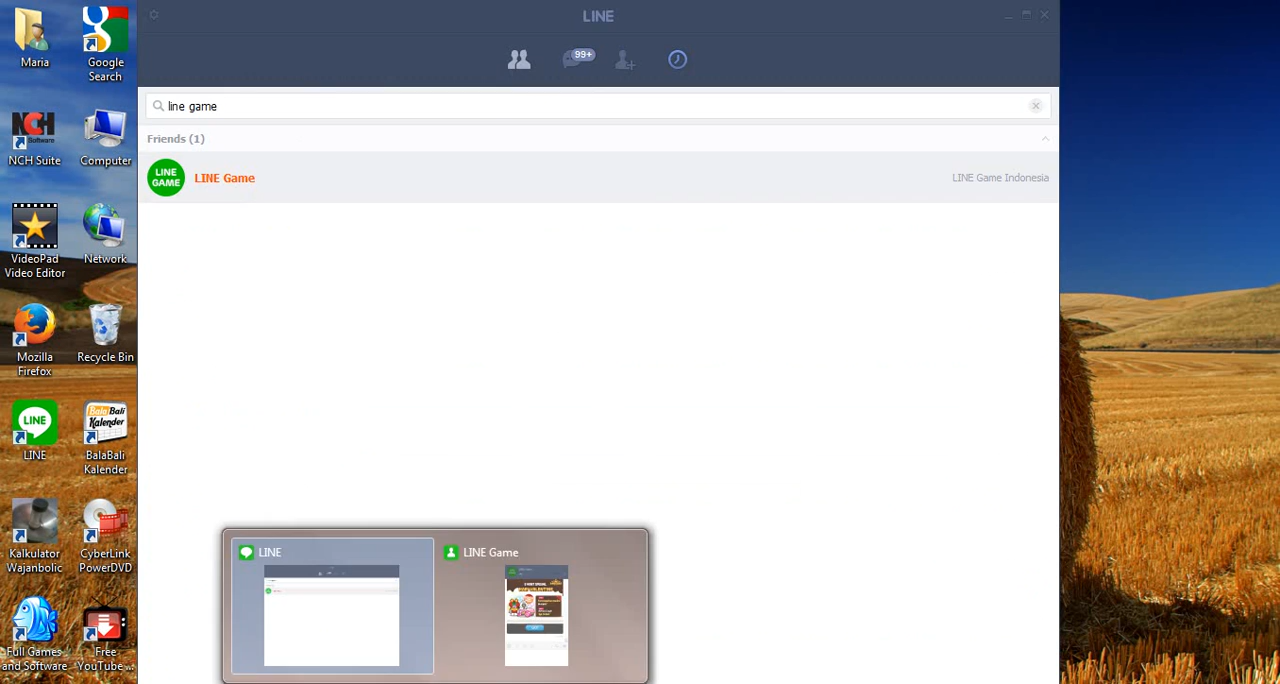 Maria
Google
Search
NCH
Software
NCH Suite
Computer
VideoPad
Video Editor
Network
Mozilla
Firefox
Recycle Bin
LINE
LINE
BalaBali
Kalender
BalaBali
Kalender
Kalkulator
Wajanbolic
CyberLink
PowerDVD
Full Games
and Software
Free
YouTube ...
LINE
99+
line game
Friends (1)
LINE
GAME
LINE Game
LINE Game Indonesia
LINE
LINE Game